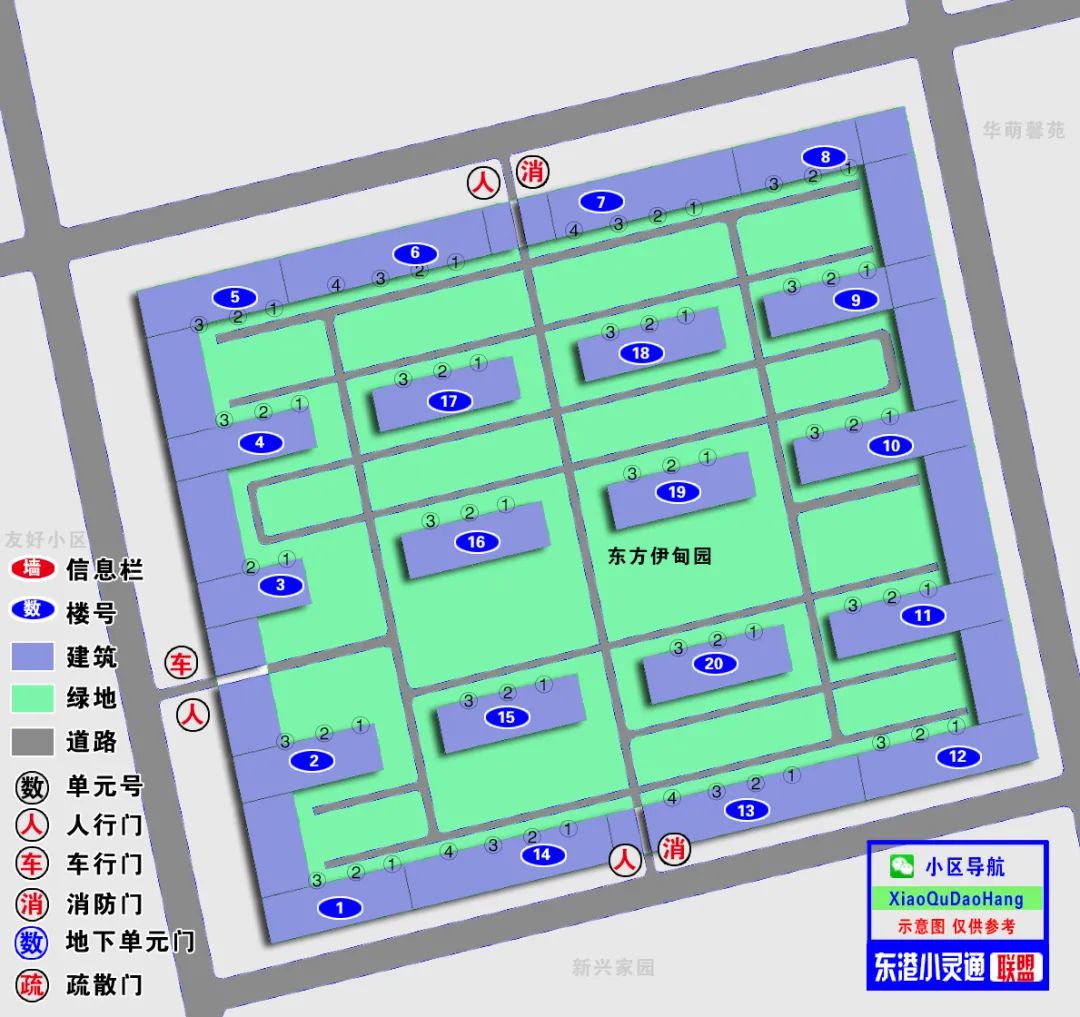 华萌馨苑
人
消
8
3 2 1
7
4 3 2 1
6
4 3 2 1
5
3 2 1
9
3 2 1
18
3 2 1
17
3 2 1
4
3 2 1
10
3 2 1
19
3 2 1
16
3 2 1
东方伊甸园
3
2 1
11
3 2 1
20
3 2 1
15
3 2 1
车
人
2
3 2 1
12
3 2 1
13
4 3 2 1
14
4 3 2 1
1
3 2 1
人
消
友好小区
新兴家园
墙 信息栏
数 楼号
建筑
绿地
道路
数 单元号
人 人行门
车 车行门
消 消防门
数 地下单元门
疏 疏散门
小区导航
XiaoQuDaoHang
示意图 仅供参考
东港小灵通 联盟